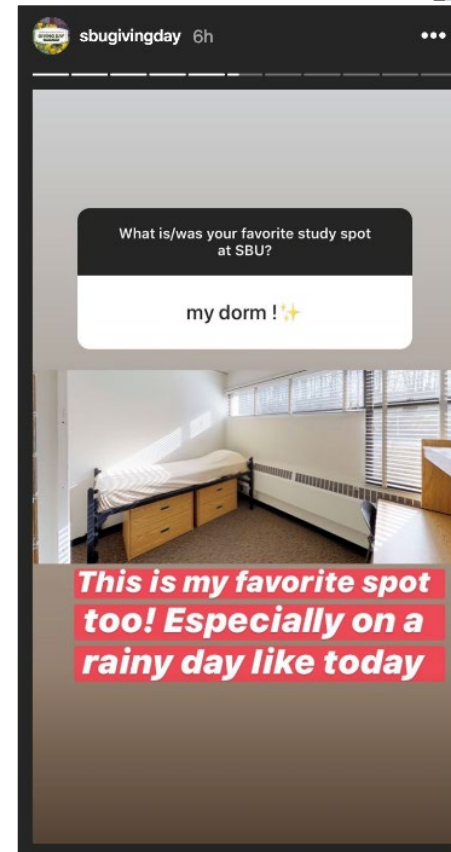 sbugivingday 6h
What is/was your favorite study spot
at SBU?
my dorm !✨
This is my favorite spot
too! Especially on a
rainy day like today